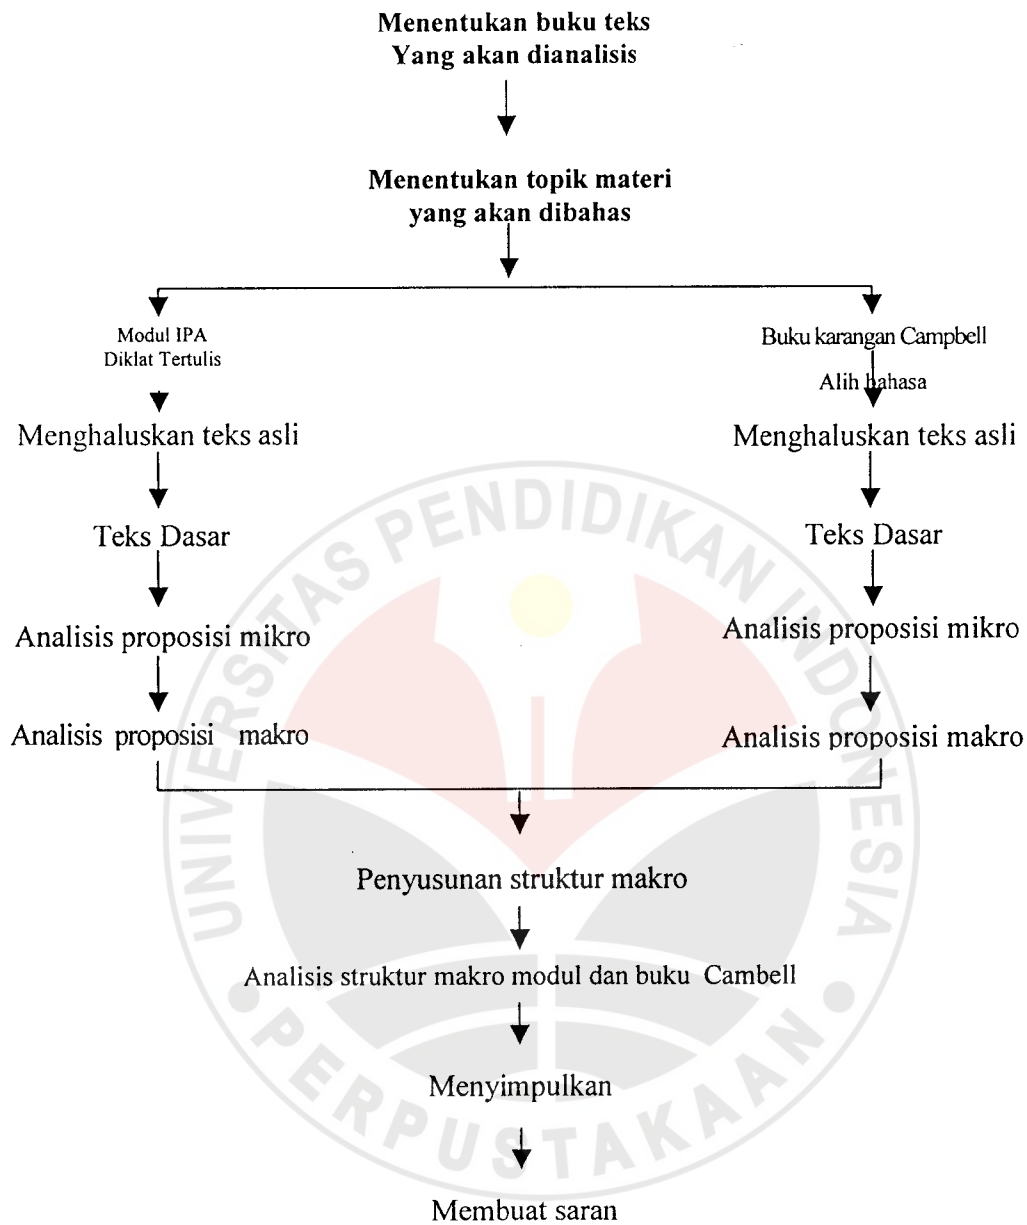 Menentukan buku teks
Yang akan dianalisis
Menentukan topik materi
yang akan dibahas
Modul IPA
Diklat Tertulis
Menghaluskan teks asli
Teks Dasar
Analisis proposisi mikro
Analisis proposisi makro
Buku karangan Campbell
Alih bahasa
Menghaluskan teks asli
Teks Dasar
Analisis proposisi mikro
Analisis proposisi makro
Penyusunan struktur makro
Analisis struktur makro modul dan buku Cambell
Menyimpulkan
Membuat saran
UNIVERSITAS PENDIDIKAN INDONESIA
PERPUSTAKAAN